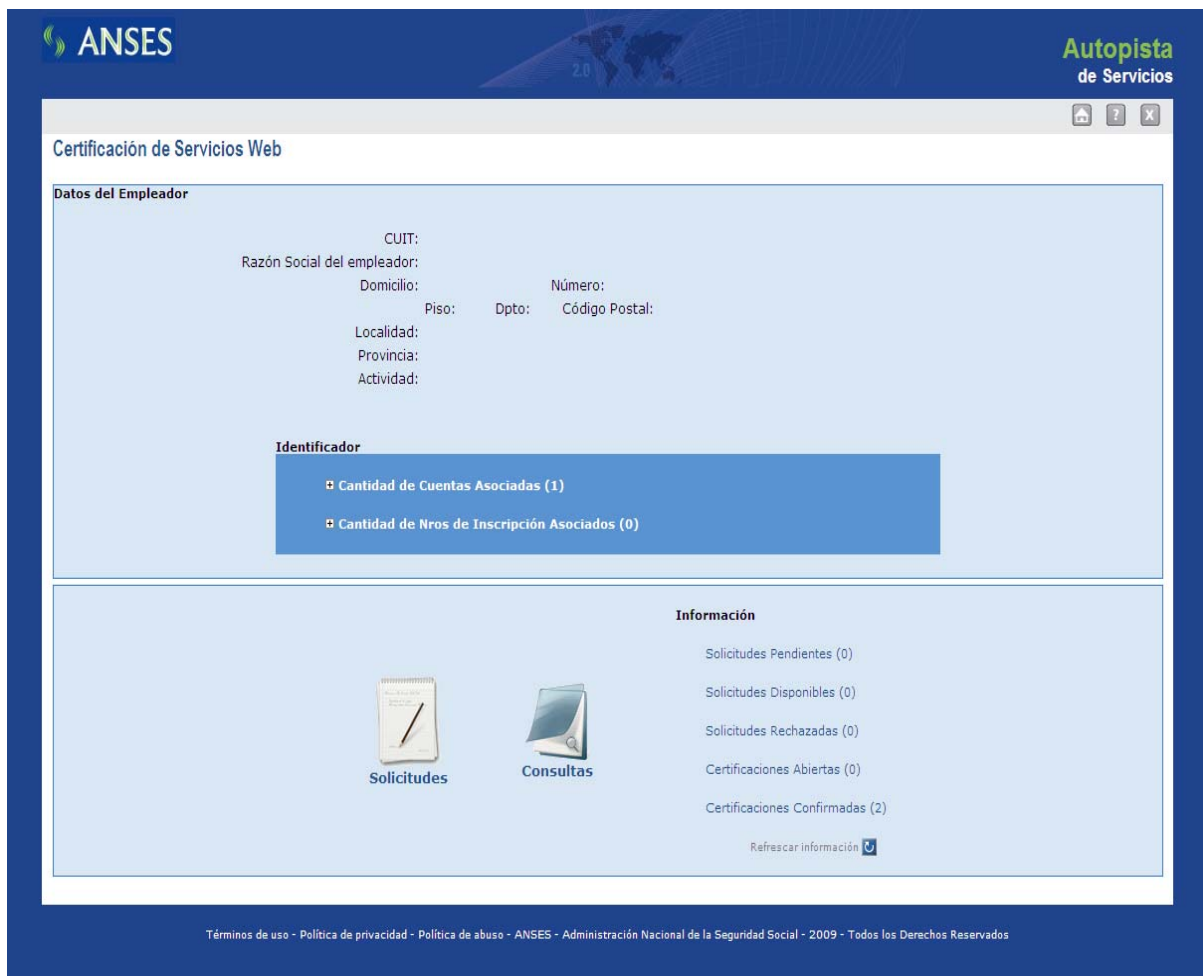 ANSES
2.0
Autopista
de Servicios
? X
Certificación de Servicios Web
Datos del Empleador
CUIT:
Razón Social del empleador:
Domicilio: Número:
Piso: Dpto: Código Postal:
Localidad:
Provincia:
Actividad:
Identificador
Cantidad de Cuentas Asociadas (1)
Cantidad de Nros de Inscripción Asociados (0)
Información
Solicitudes Pendientes (0)
Solicitudes Disponibles (0)
Solicitudes Rechazadas (0)
Certificaciones Abiertas (0)
Certificaciones Confirmadas (2)
Refrescar información
Solicitudes
Consultas
Términos de uso - Política de privacidad - Política de abuso - ANSES - Administración Nacional de la Seguridad Social - 2009 - Todos los Derechos Reservados